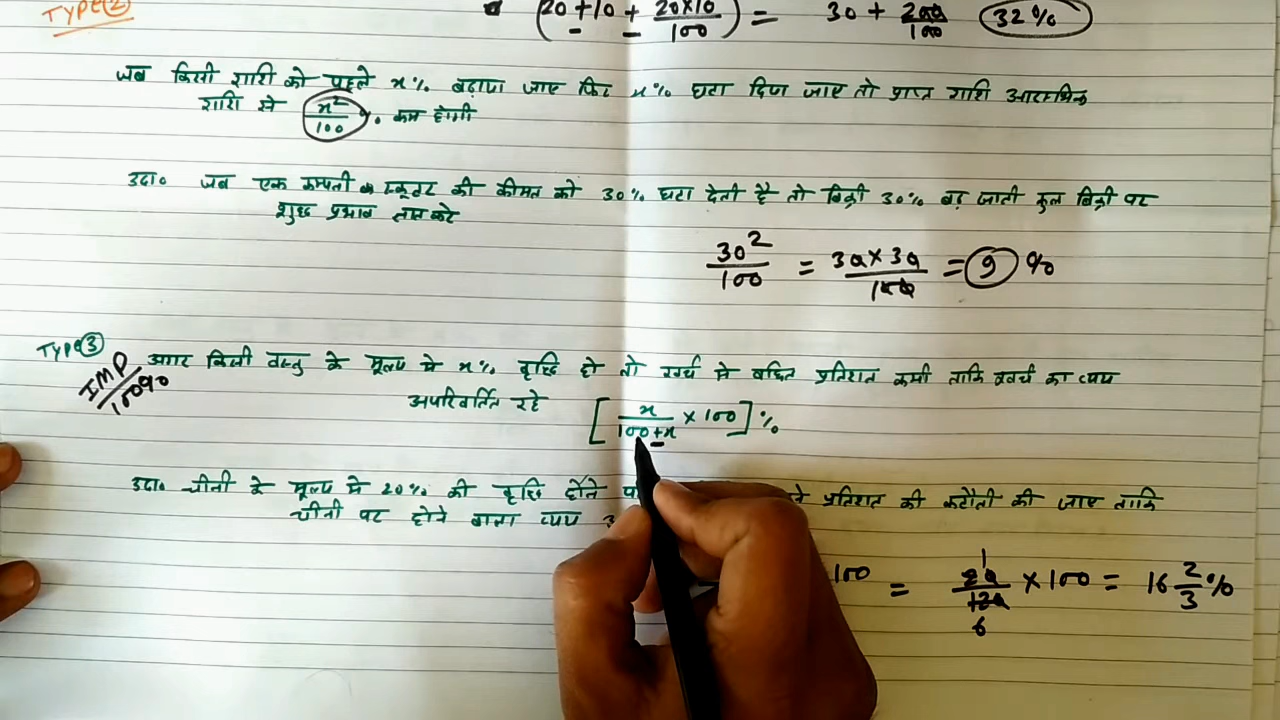 TYPE②
(20 + 10 + 20×10/100) = 30 + 200/100 32%
जब किसी राशी को पहले x% बढ़ाया जाए फिर x% घटा दिया जाए तो प्राप्त राशि आरम्भिक
राशि से x²/100 % कम होगी
उदा० जब एक कम्पनी स्कूटर की कीमत को 30% घटा देती है तो बिक्री 30% बढ़ जाती कुल बिक्री पर
शुद्ध प्रभाव ज्ञात करे
30²/100 = 30×30/100 = 9 %
TYPE③ अगर किसी वस्तु के मूल्य मे x% वृद्धि हो तो खर्च मे प्रतिशत कमी ताकि खर्च का व्यय
IMP/100%
अपरिवर्तित रहे [x/100+x ×100]%
उदा० चीनी के मूल्य मे 20% की वृद्धि होने प्रतिशत की कटौती की जाए ताकि
चीनी पर होने वाला व्यय
100 = 20/120 × 100 = 16 2/3 %
1
6